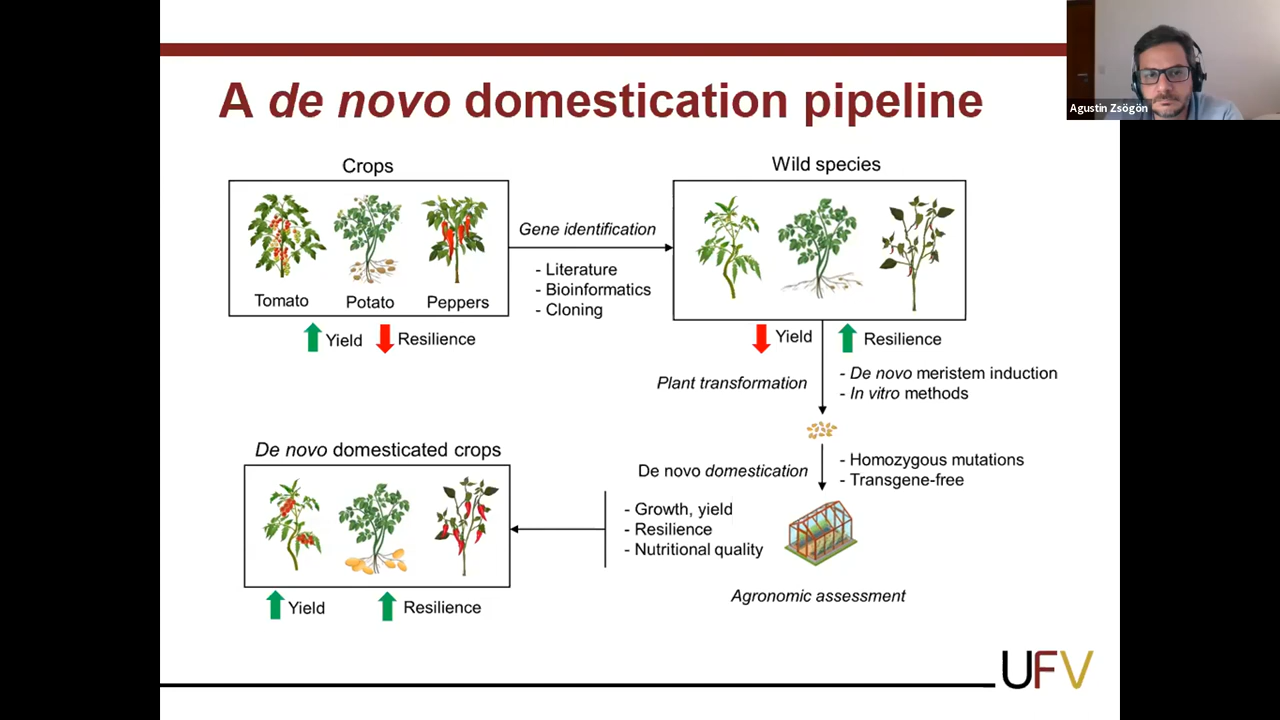 A de novo domestication pipeline
Agustin Zsögön
Crops
Tomato
Potato
Peppers
Yield
Resilience
Gene identification
- Literature
- Bioinformatics
- Cloning
Wild species
Yield
Resilience
Plant transformation
- De novo meristem induction
- In vitro methods
De novo domestication
- Homozygous mutations
- Transgene-free
Agronomic assessment
- Growth, yield
- Resilience
- Nutritional quality
De novo domesticated crops
Yield
Resilience
UFV